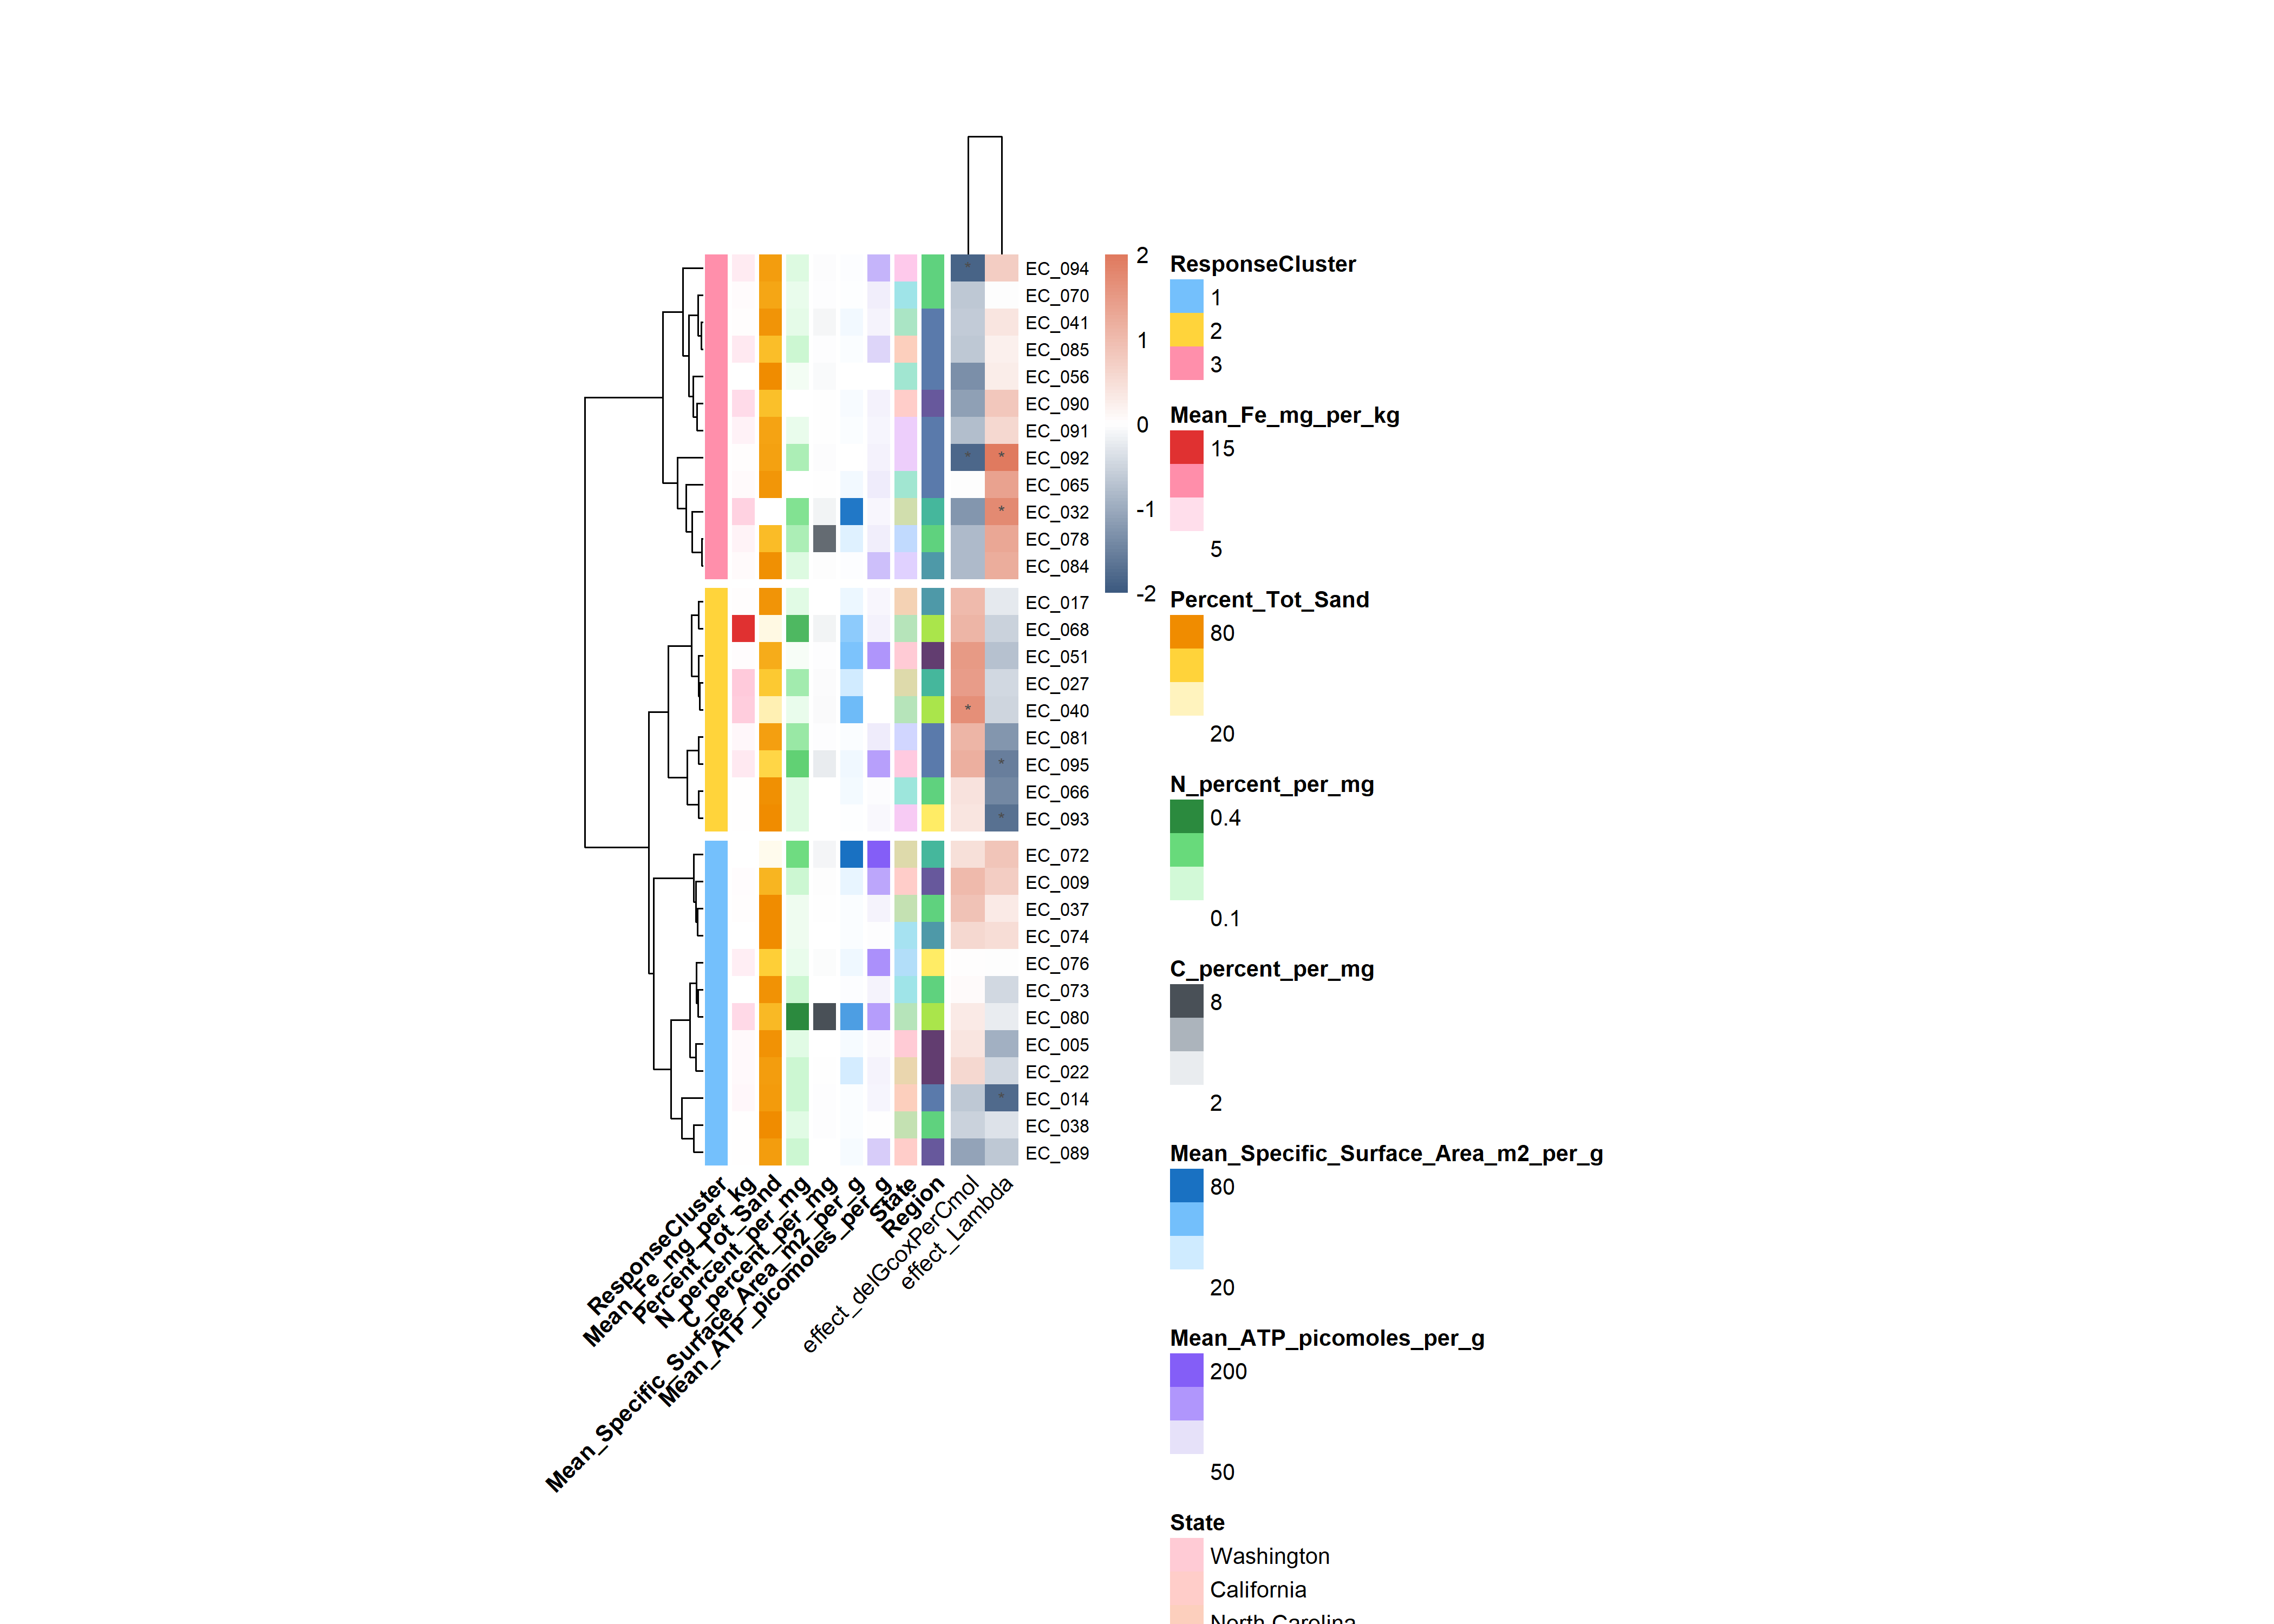 EC_094
EC_070
EC_041
EC_085
EC_056
EC_090
EC_091
EC_092
EC_065
EC_032
EC_078
EC_084
EC_017
EC_068
EC_051
EC_027
EC_040
EC_081
EC_095
EC_066
EC_093
EC_072
EC_009
EC_037
EC_074
EC_076
EC_073
EC_080
EC_005
EC_022
EC_014
EC_038
EC_089
* 
* *
*
*
*
*
*
ResponseCluster
Mean_Fe_mg_per_kg
Percent_Tot_Sand
N_percent_per_mg
C_percent_per_mg
Mean_Specific_Surface_Area_m2_per_g
Mean_ATP_picomoles_per_g
State
Region
effect_delGcoxPerCmol
effect_Lambda
2
1
0
-1
-2
ResponseCluster
1
2
3
Mean_Fe_mg_per_kg
15
5
Percent_Tot_Sand
80
20
N_percent_per_mg
0.4
0.1
C_percent_per_mg
8
2
Mean_Specific_Surface_Area_m2_per_g
80
20
Mean_ATP_picomoles_per_g
200
50
State
Washington
California
North Carolina